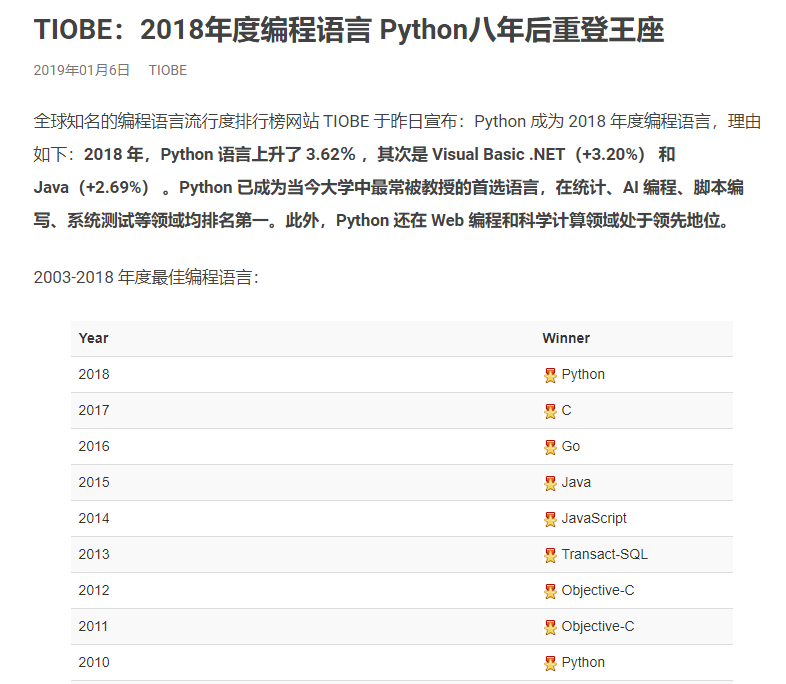 TIOBE：2018年度编程语言 Python八年后重登王座
2019年01月6日 TIOBE
全球知名的编程语言流行度排行榜网站 TIOBE 于昨日宣布：Python 成为 2018 年度编程语言，理由
如下：2018 年，Python 语言上升了 3.62% ，其次是 Visual Basic .NET（+3.20%） 和
Java（+2.69%） 。Python 已成为当今大学中最常被教授的首选语言，在统计、AI 编程、脚本编
写、系统测试等领域均排名第一。此外，Python 还在 Web 编程和科学计算领域处于领先地位。
2003-2018 年度最佳编程语言：
Year Winner
2018 Python
2017 C
2016 Go
2015 Java
2014 JavaScript
2013 Transact-SQL
2012 Objective-C
2011 Objective-C
2010 Python